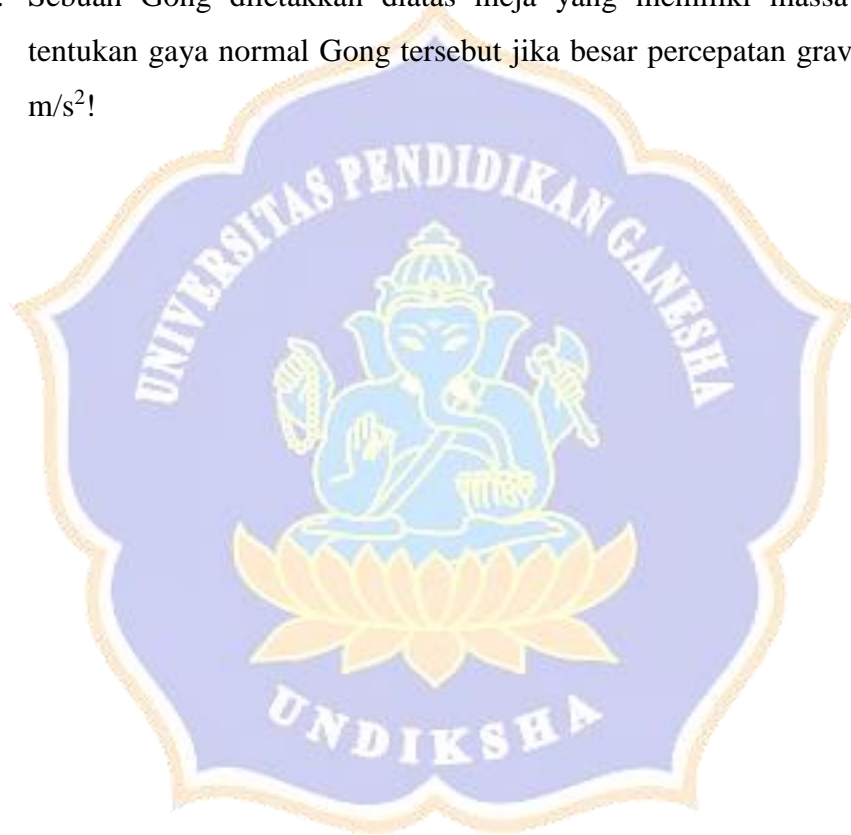 . Sebuah Gong diletakkan diatas meja yang memiliki massa
tentukan gaya normal Gong tersebut jika besar percepatan grav
m/s²!
UNIVERSITAS PENDIDIKAN GANESHA
UNDIKSHA